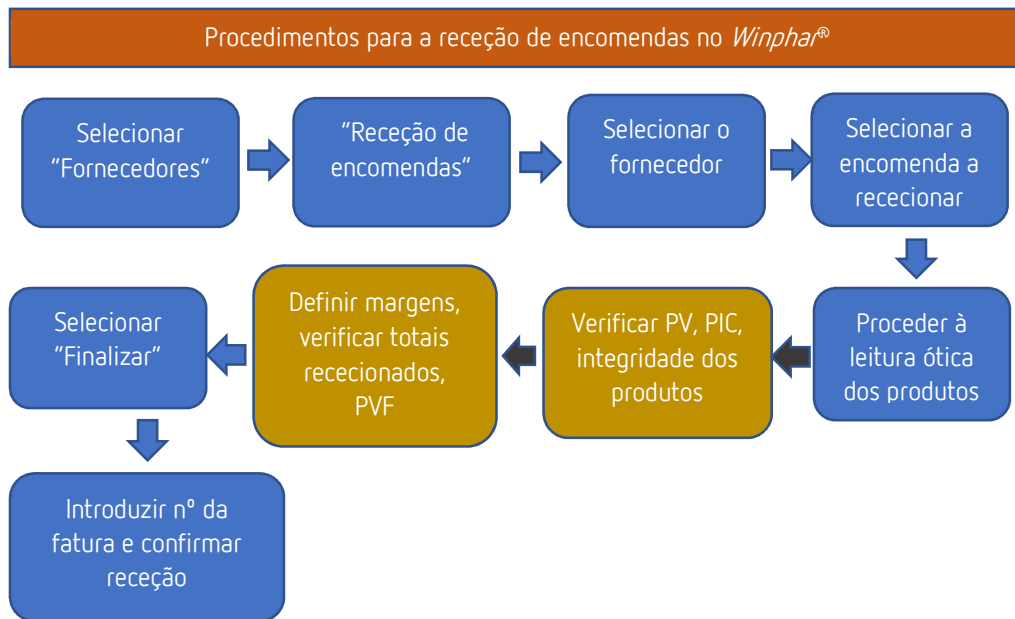 Procedimentos para a receção de encomendas no Winphar®
Selecionar
"Fornecedores"
"Receção de
encomendas"
Selecionar o
fornecedor
Selecionar a
encomenda a
rececionar
Proceder à
leitura ótica
dos produtos
Verificar PV, PIC,
integridade dos
produtos
Definir margens,
verificar totais
rececionados,
PVF
Selecionar
"Finalizar"
Introduzir nº da
fatura e confirmar
receção